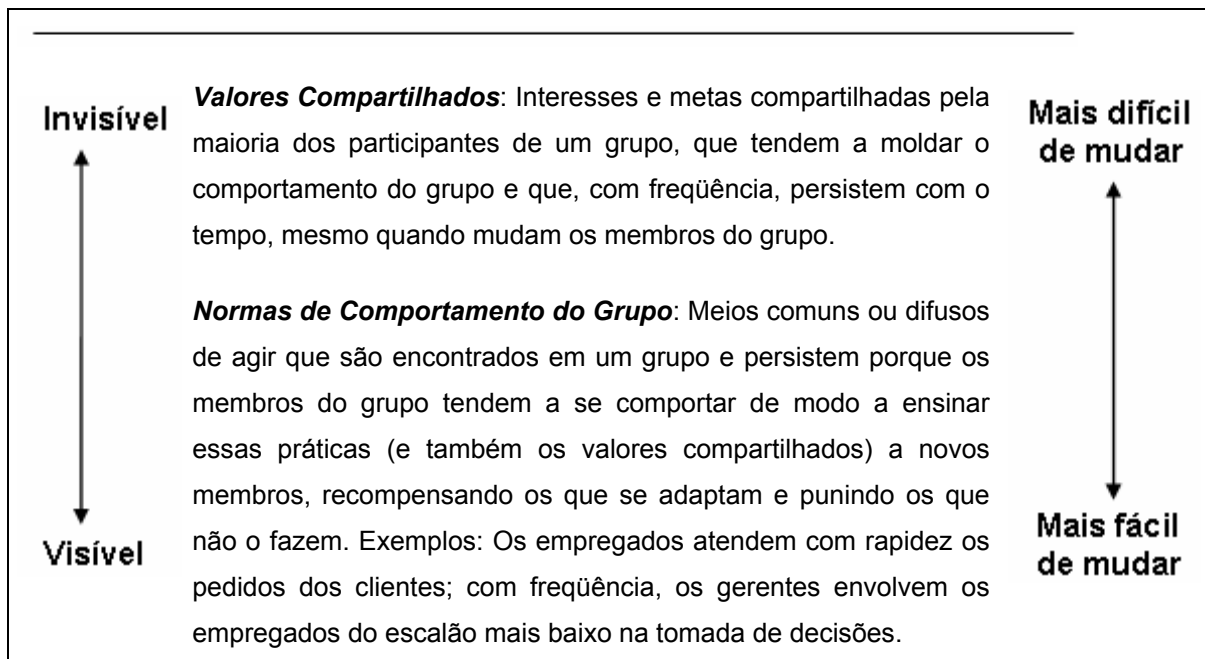 Invisível
Visível
Valores Compartilhados: Interesses e metas compartilhadas pela
maioria dos participantes de um grupo, que tendem a moldar o
comportamento do grupo e que, com freqüência, persistem com o
tempo, mesmo quando mudam os membros do grupo.
Normas de Comportamento do Grupo: Meios comuns ou difusos
de agir que são encontrados em um grupo e persistem porque os
membros do grupo tendem a se comportar de modo a ensinar
essas práticas (e também os valores compartilhados) a novos
membros, recompensando os que se adaptam e punindo os que
não o fazem. Exemplos: Os empregados atendem com rapidez os
pedidos dos clientes; com freqüência, os gerentes envolvem os
empregados do escalão mais baixo na tomada de decisões.
Mais difícil
de mudar
Mais fácil
de mudar